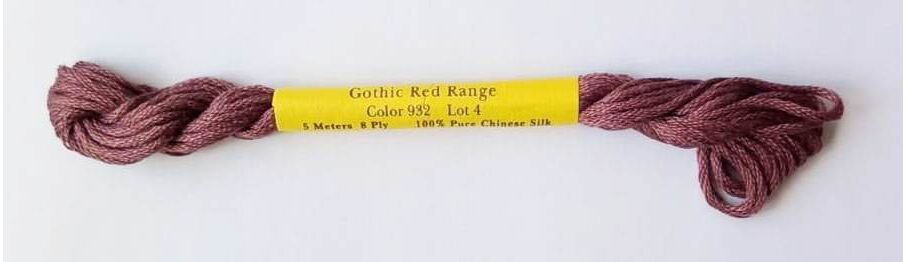 Gothic Red Range
Color 932 Lot 4
5 Meters 8 Ply 100% Pure Chinese Silk